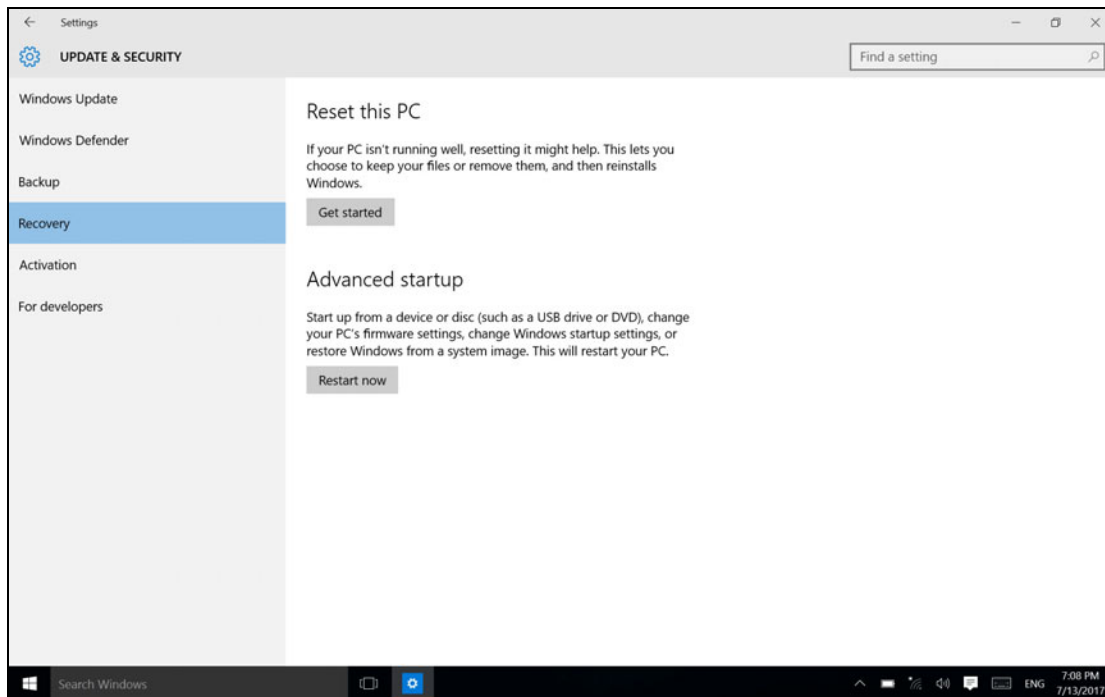 Settings
UPDATE & SECURITY
Find a setting
Windows Update
Windows Defender
Backup
Recovery
Activation
For developers
Reset this PC
If your PC isn't running well, resetting it might help. This lets you
choose to keep your files or remove them, and then reinstalls
Windows.
Get started
Advanced startup
Start up from a device or disc (such as a USB drive or DVD), change
your PC's firmware settings, change Windows startup settings, or
restore Windows from a system image. This will restart your PC.
Restart now
Search Windows
ENG
7:08 PM
7/13/2017